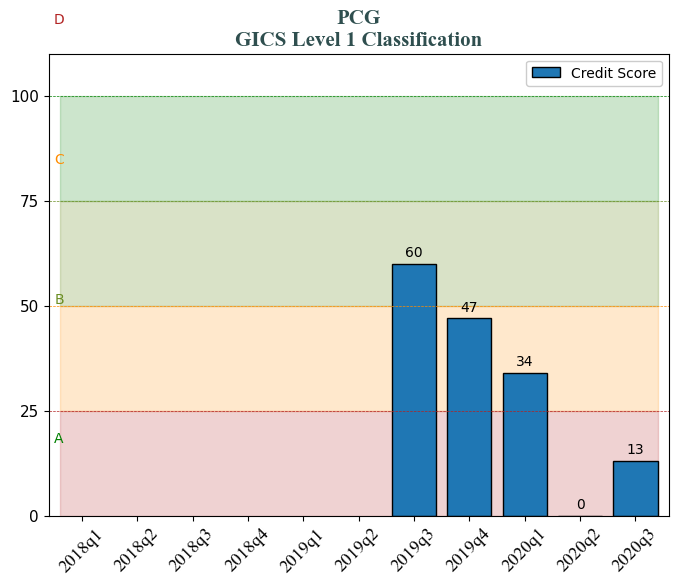 D
PCG
GICS Level 1 Classification
Credit Score
100
C
75
60
B
50
47
34
25
A
13
0
0
2018q1
2018q2
2018q3
2018q4
2019q1
2019q2
2019q3
2019q4
2020q1
2020q2
2020q3